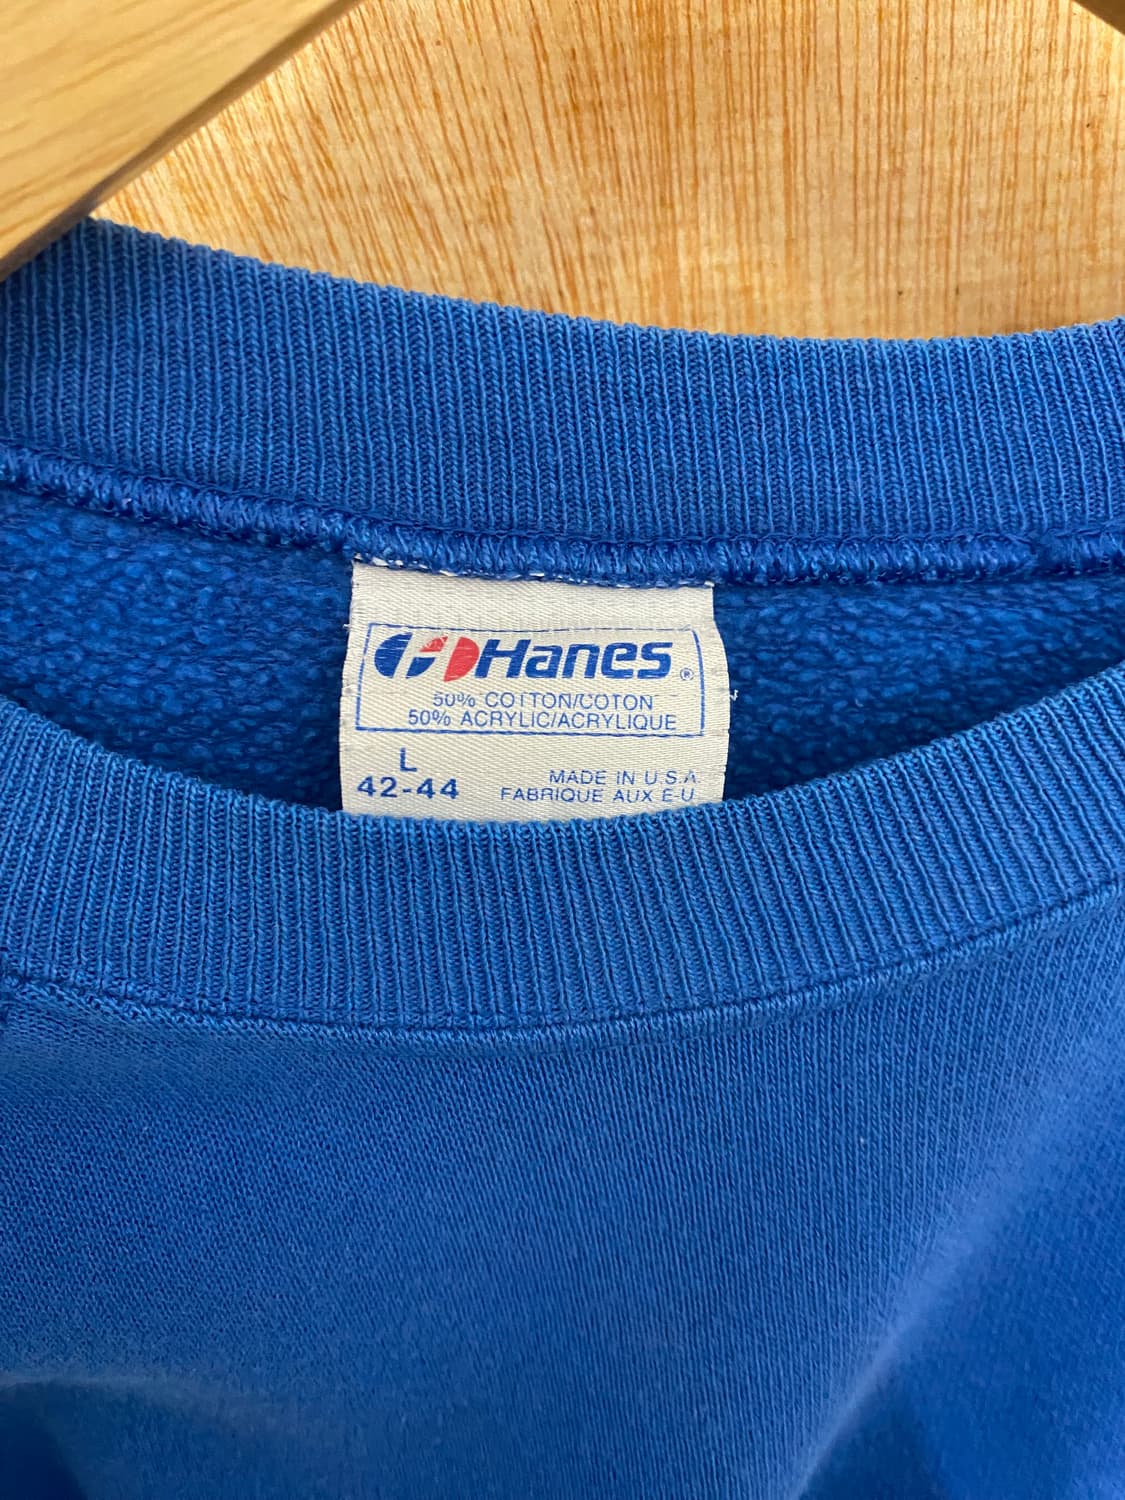 Hanes®
50% COTTON/COTON
50% ACRYLIC/ACRYLIQUE
L
42-44
MADE IN U.S.A.
FABRIQUE AUX E-U